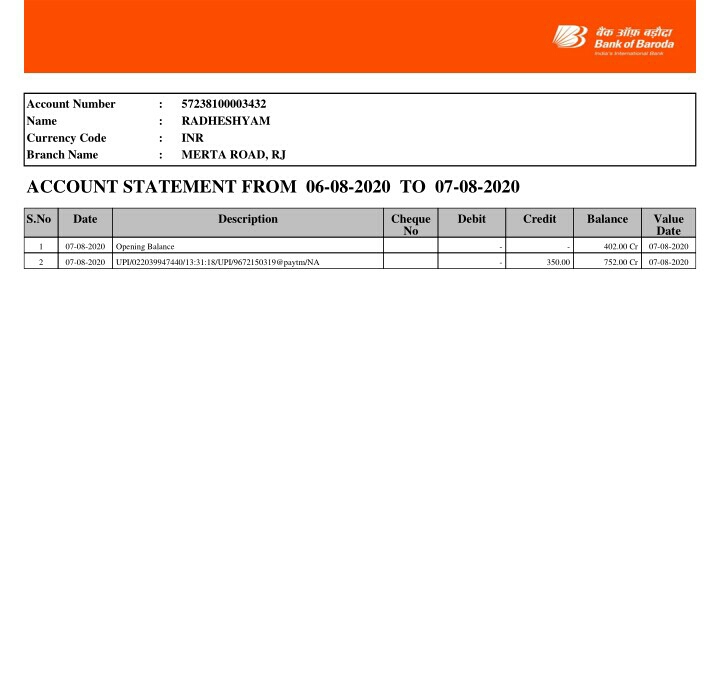 बैंक ऑफ़ बड़ौदा
Bank of Baroda
India's International Bank
Account Number : 57238100003432
Name : RADHESHYAM
Currency Code : INR
Branch Name : MERTA ROAD, RJ
ACCOUNT STATEMENT FROM 06-08-2020 TO 07-08-2020
S.No Date Description Cheque No Debit Credit Balance Value Date
1 07-08-2020 Opening Balance - - 402.00 Cr 07-08-2020
2 07-08-2020 UPI/022039947440/13:31:18/UPI/9672150319@paytm/NA - 350.00 752.00 Cr 07-08-2020